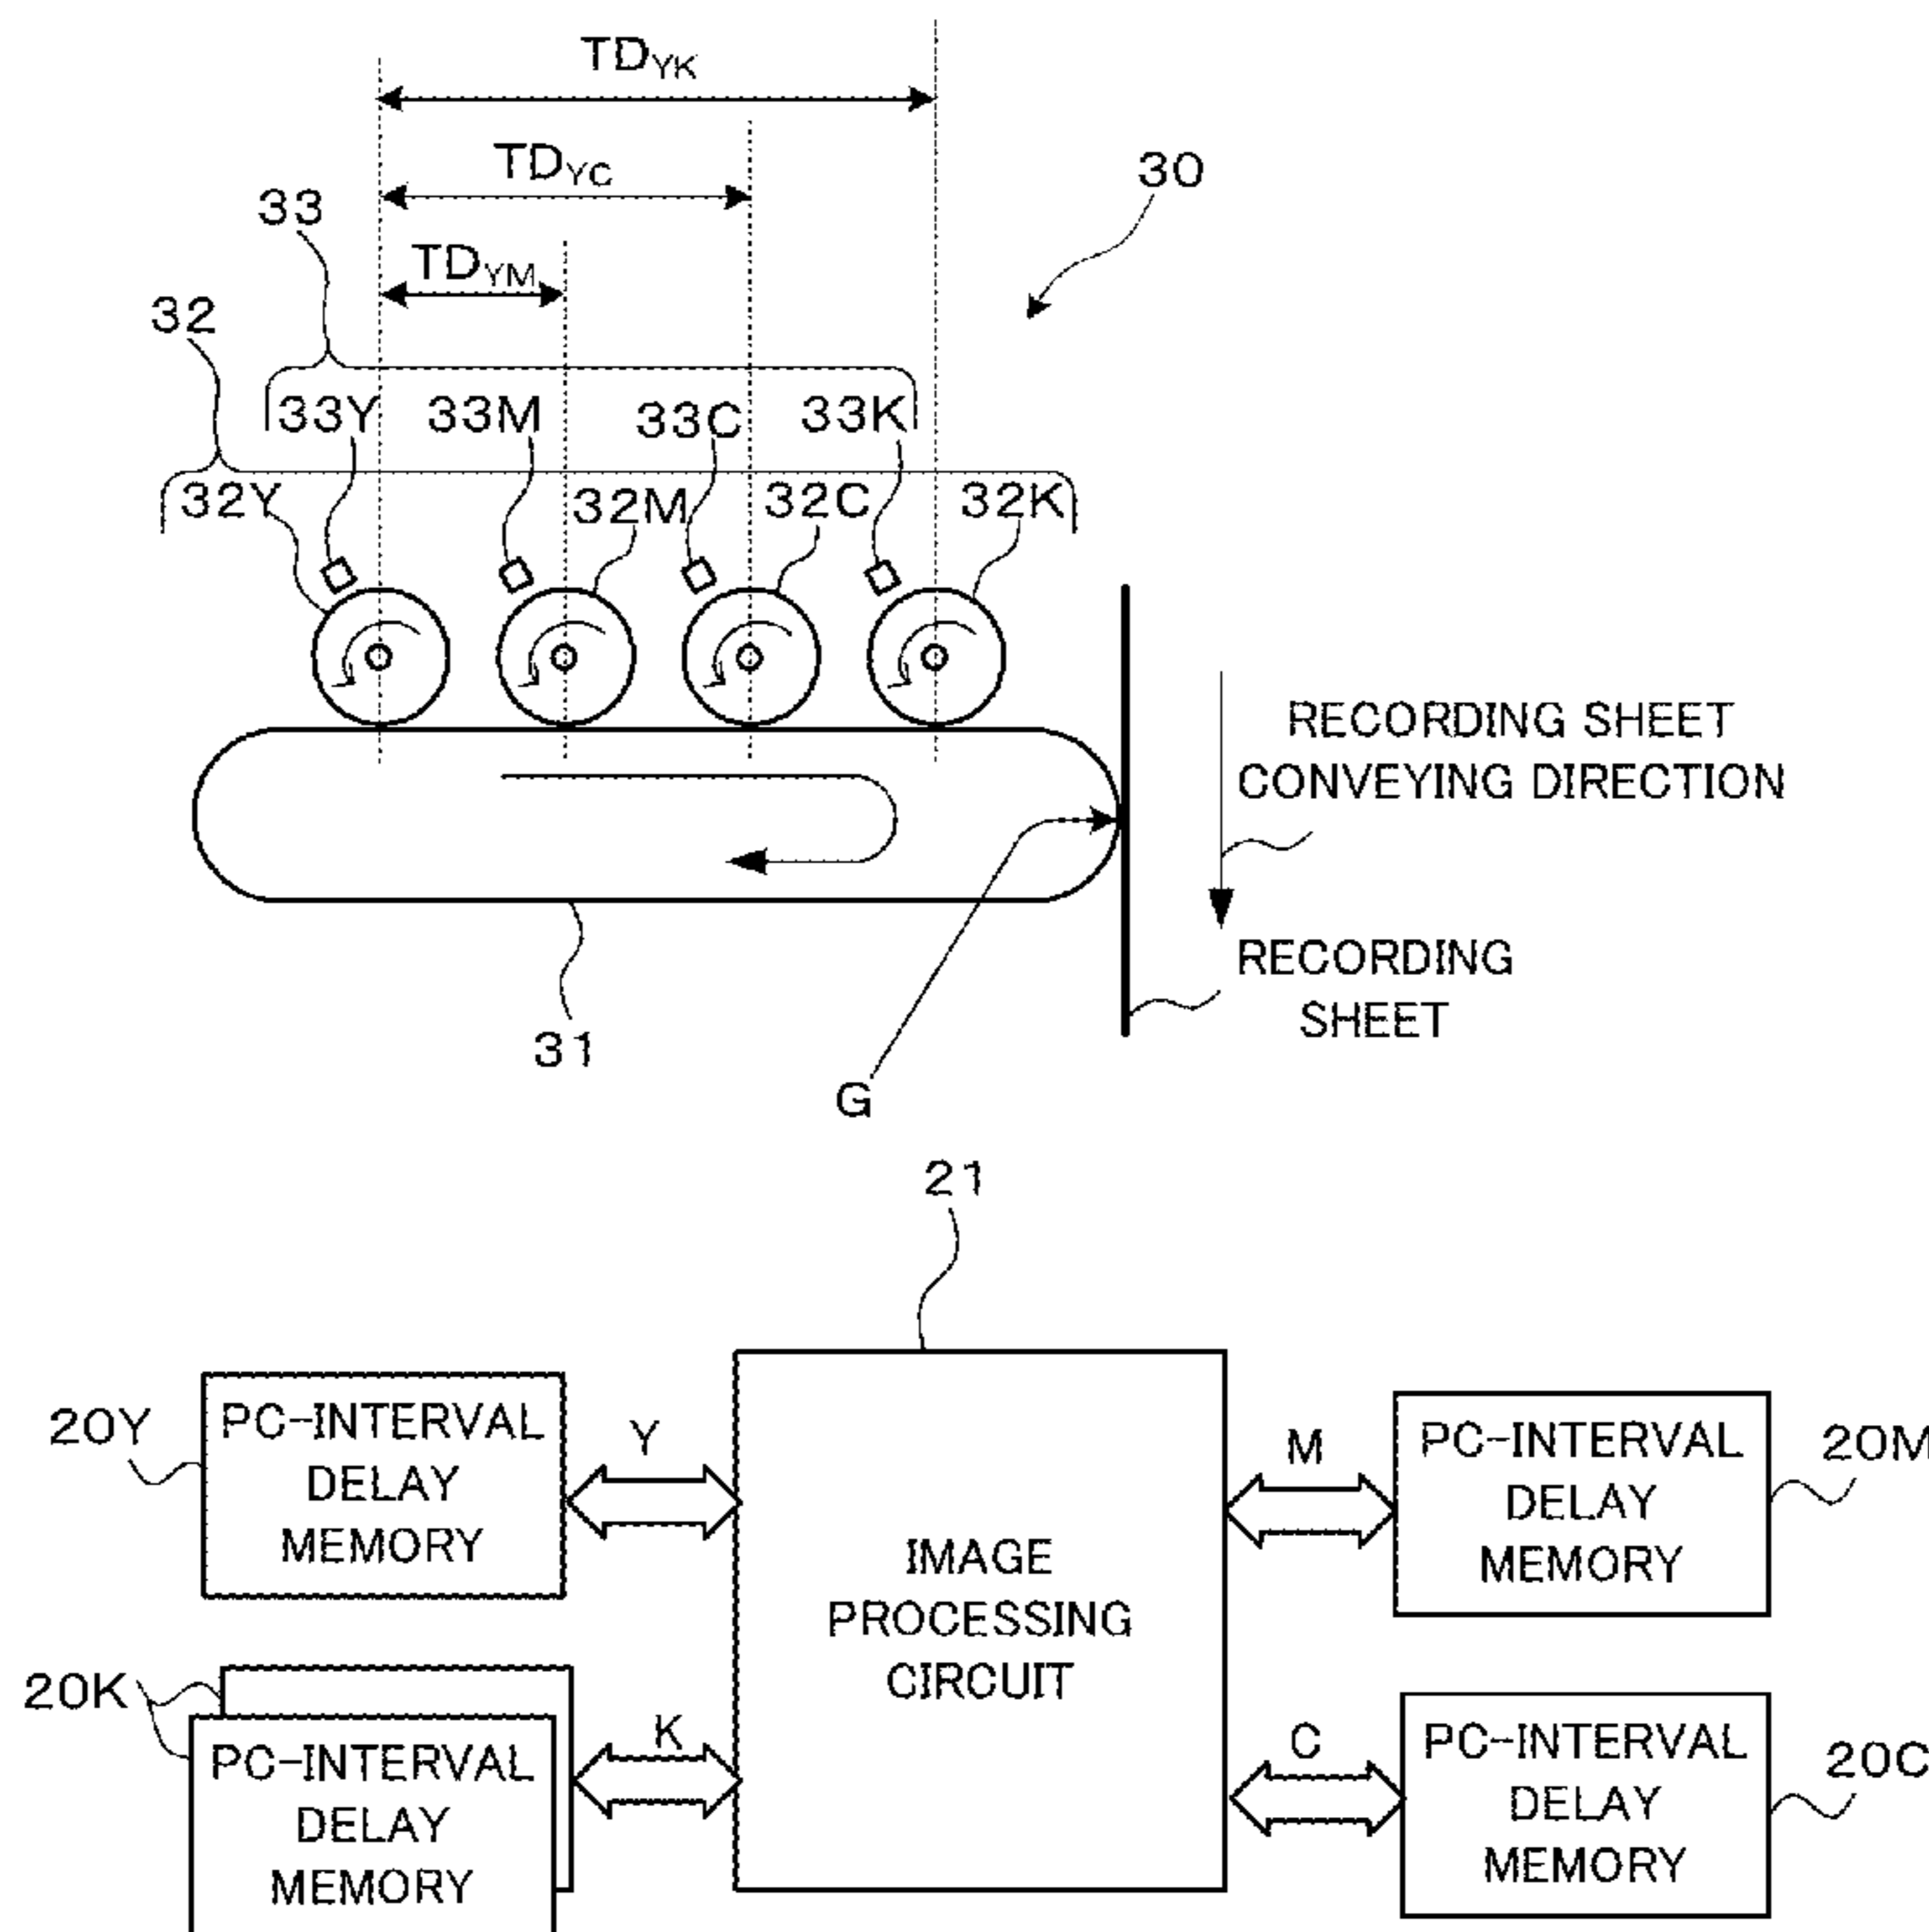 TDYK
TDYC
30
33
TDYM
32
33Y 33M 33C 33K
32Y 32M 32C 32K
RECORDING SHEET
CONVEYING DIRECTION
RECORDING
SHEET
31
G
21
20Y
PC-INTERVAL
DELAY
MEMORY
Y
IMAGE
PROCESSING
CIRCUIT
M
PC-INTERVAL
DELAY
MEMORY
20M
20K
PC-INTERVAL
DELAY
MEMORY
K
C
PC-INTERVAL
DELAY
MEMORY
20C